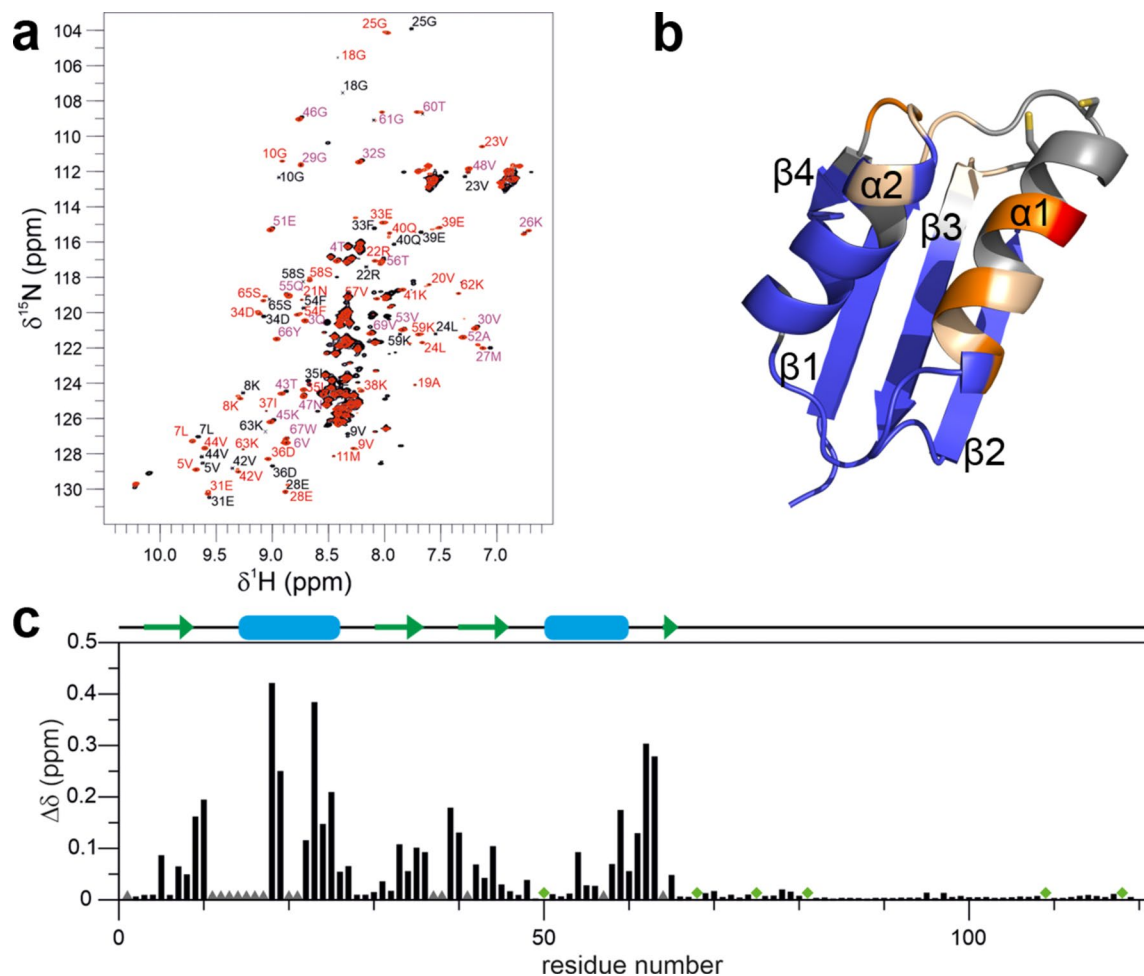 a
b
104
106
108
110
112
114
116
118
120
122
124
126
128
130
δ¹⁵N (ppm)
25G 25G
18G
18G
46G
60T
61G
10G
29G
32S
23V
10G
48V
23V
51E
33E
33F
39E
26K
40Q
39E
40Q
4T
22R
56T
22R
58S
58S
20V
55Q
21N
57V
62K
65S
41K
65S
54F
34D
54F
53V
30V
34D
3Q
69V
59K
24L
52A
66Y
59K
24L
27M
35I
8K
19A
43T
35I
38K
8K
37I
47N
45K
7L
7L
63K
67W
9V
44V
63K
6V
9V
44V
36D
11M
5V
5V
42V
42V
36D
31E
28E
31E
28E
10.0 9.5 9.0 8.5 8.0 7.5 7.0
δ¹H (ppm)
β4
α2
β3
α1
β1
β2
c
0.5
0.4
0.3
0.2
0.1
0
Δδ (ppm)
0 50 100
residue number